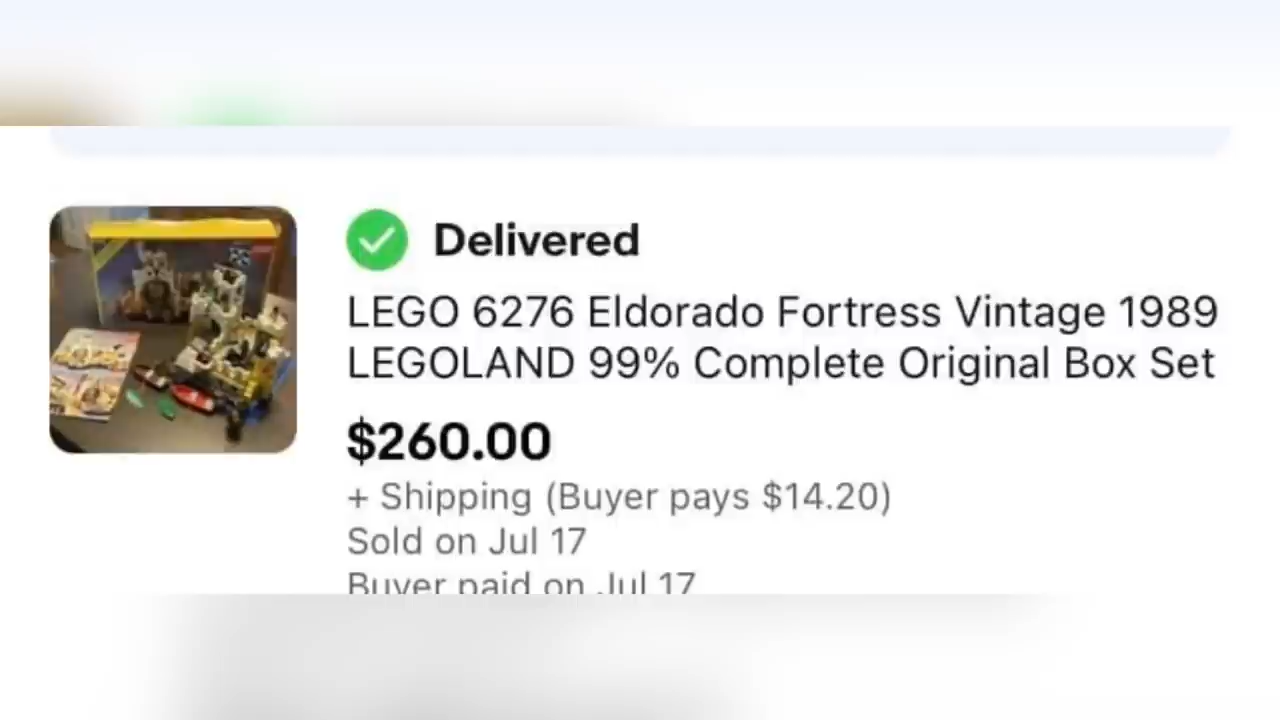 Delivered
LEGO 6276 Eldorado Fortress Vintage 1989
LEGOLAND 99% Complete Original Box Set
$260.00
+ Shipping (Buyer pays $14.20)
Sold on Jul 17
Buyer paid on Jul 17